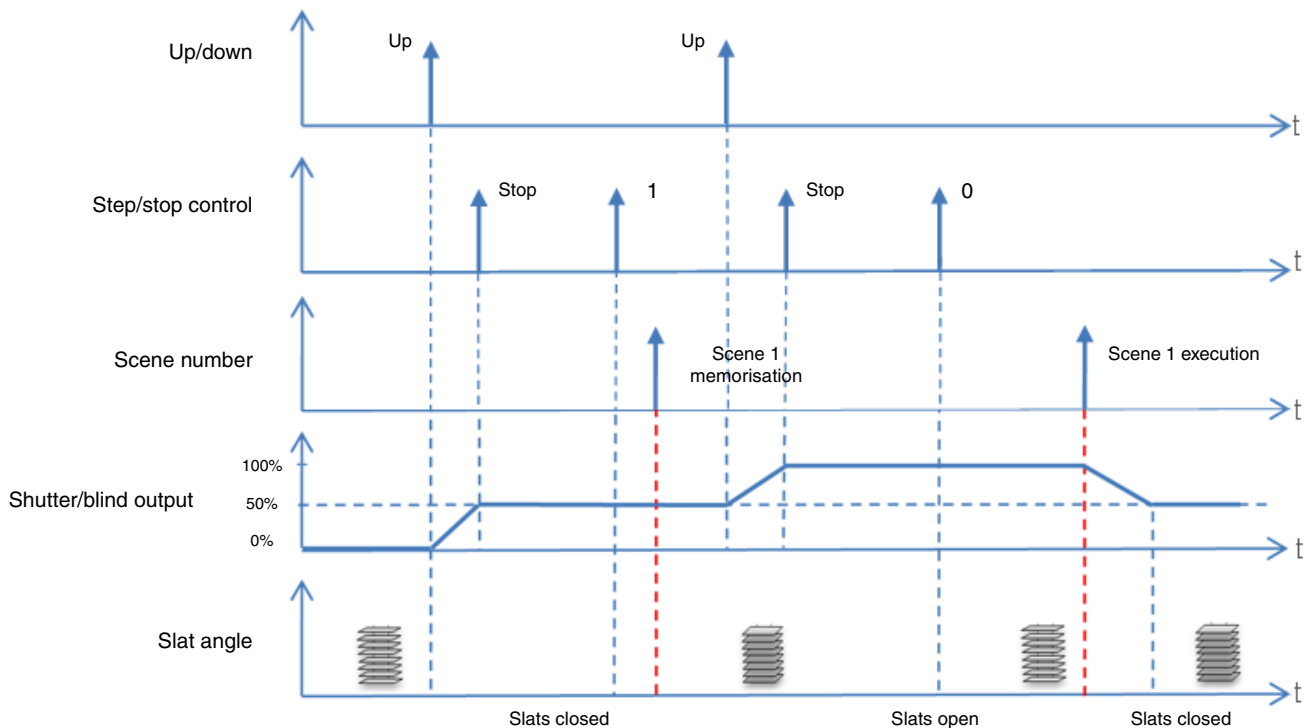 Up/down
Up
Up
t
Step/stop control
Stop
1
Stop
0
t
Scene number
Scene 1
memorisation
Scene 1 execution
t
Shutter/blind output
100%
50%
0%
t
Slat angle
t
Slats closed
Slats open
Slats closed